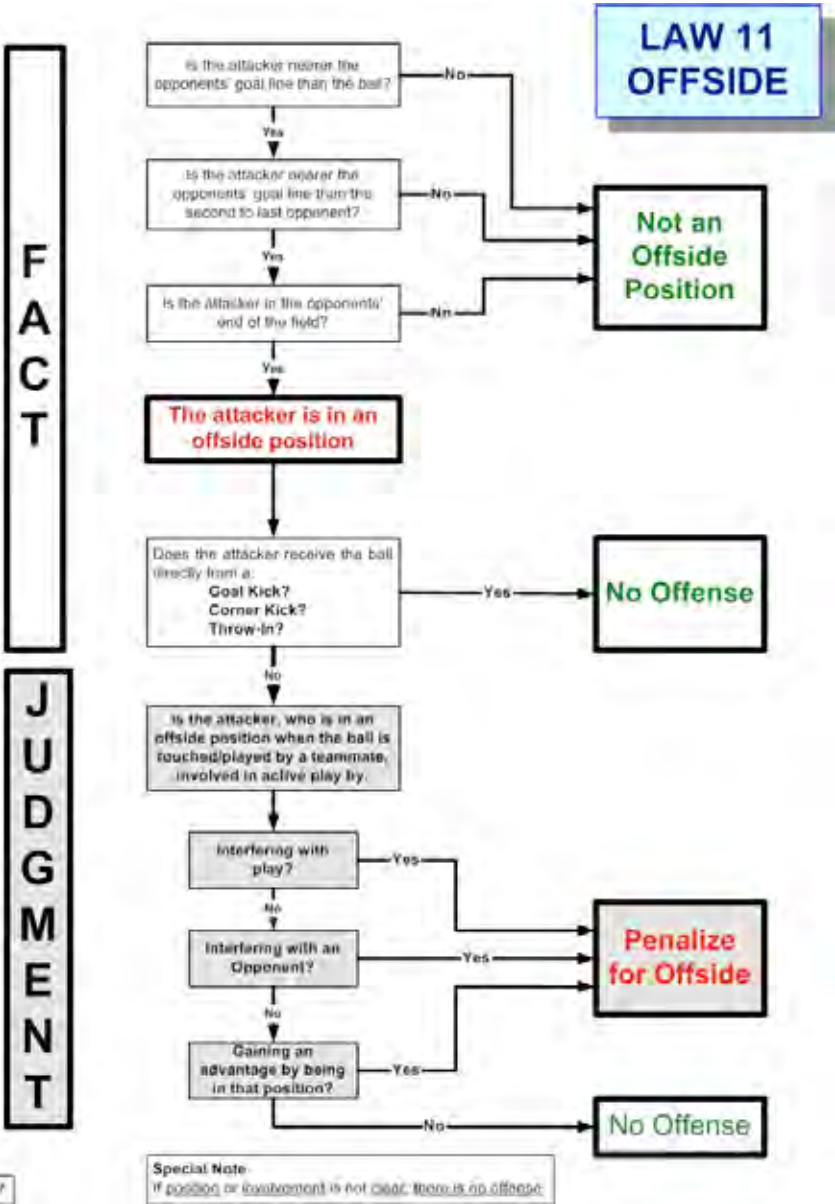 LAW 11
OFFSIDE
FACT
Is the attacker nearer the
opponents' goal line than the ball?
No
Yes
Is the attacker nearer the
opponents' goal line than the
second to last opponent?
No
Not an
Offside
Position
Yes
Is the attacker in the opponents'
end of the field?
No
Yes
The attacker is in an
offside position
Does the attacker receive the ball
directly from a:
Goal Kick?
Corner Kick?
Throw-In?
Yes
No Offense
No
JUDGMENT
Is the attacker, who is in an
offside position when the ball is
touched/played by a teammate,
involved in active play by:
Interfering with
play?
Yes
No
Interfering with an
Opponent?
Yes
Penalize
for Offside
No
Gaining an
advantage by being
in that position?
Yes
No
No Offense
Special Note
If position or involvement is not clear, there is no offense